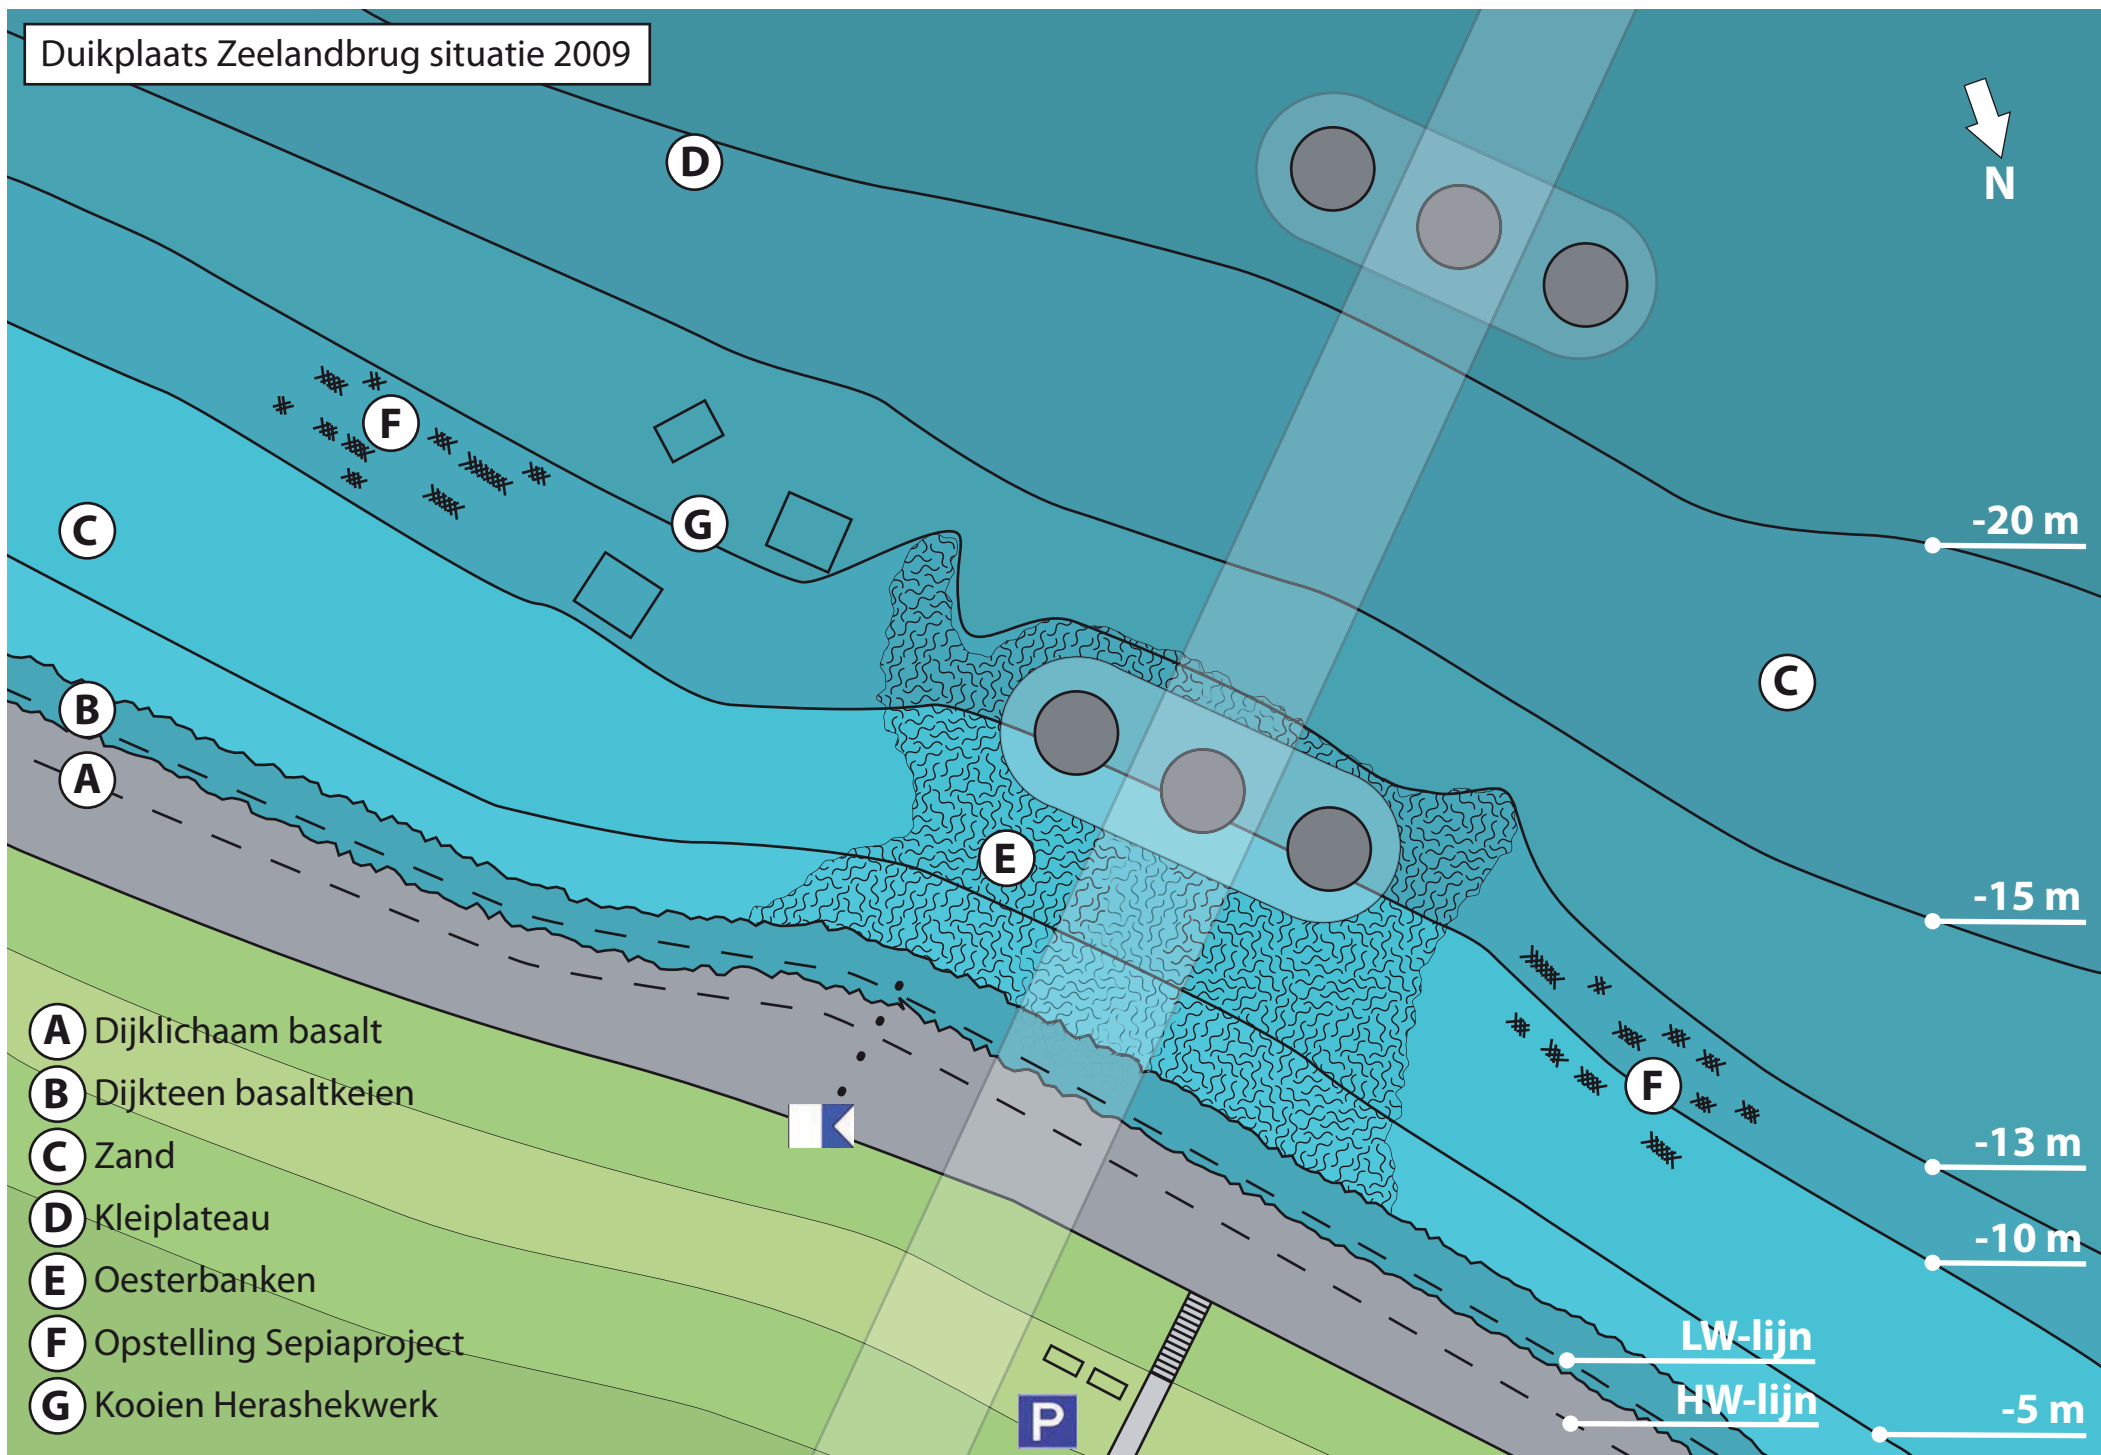 Duikplaats Zeelandbrug situatie 2009
N
D
F
C
G
-20 m
C
B
A
E
-15 m
F
-13 m
-10 m
LW-lijn
HW-lijn
-5 m
A Dijklichaam basalt
B Dijkteen basaltkeien
C Zand
D Kleiplateau
E Oesterbanken
F Opstelling Sepiaproject
G Kooien Herashekwerk
P